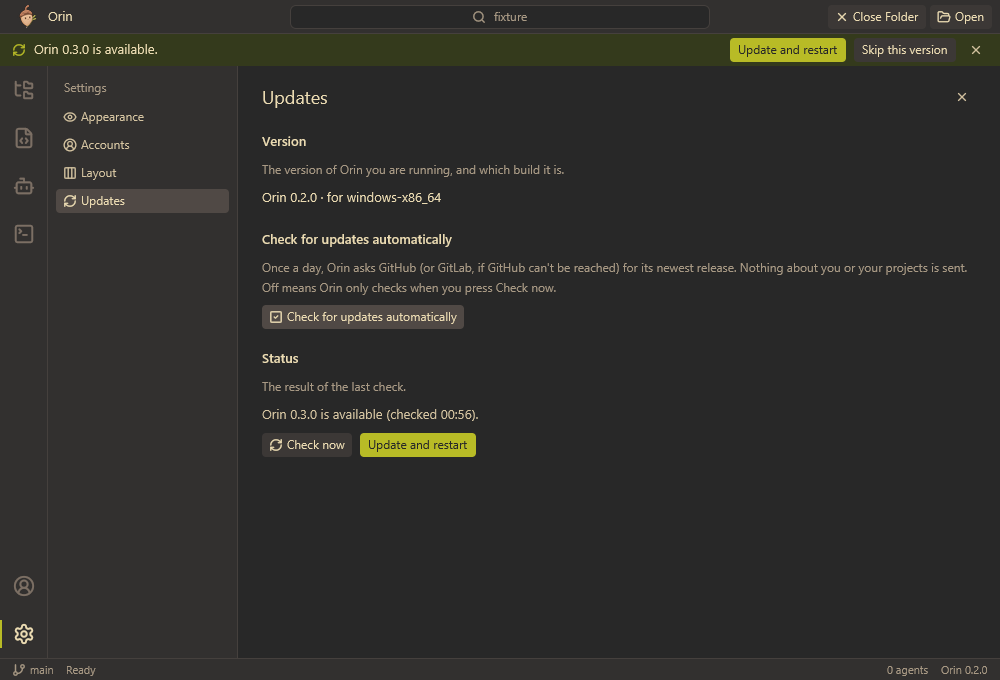 Orin
fixture
Close Folder
Open
Orin 0.3.0 is available.
Update and restart
Skip this version
Settings
Appearance
Accounts
Layout
Updates
Updates
Version
The version of Orin you are running, and which build it is.
Orin 0.2.0 · for windows-x86_64
Check for updates automatically
Once a day, Orin asks GitHub (or GitLab, if GitHub can't be reached) for its newest release. Nothing about you or your projects is sent.
Off means Orin only checks when you press Check now.
Check for updates automatically
Status
The result of the last check.
Orin 0.3.0 is available (checked 00:56).
Check now
Update and restart
main
Ready
0 agents
Orin 0.2.0